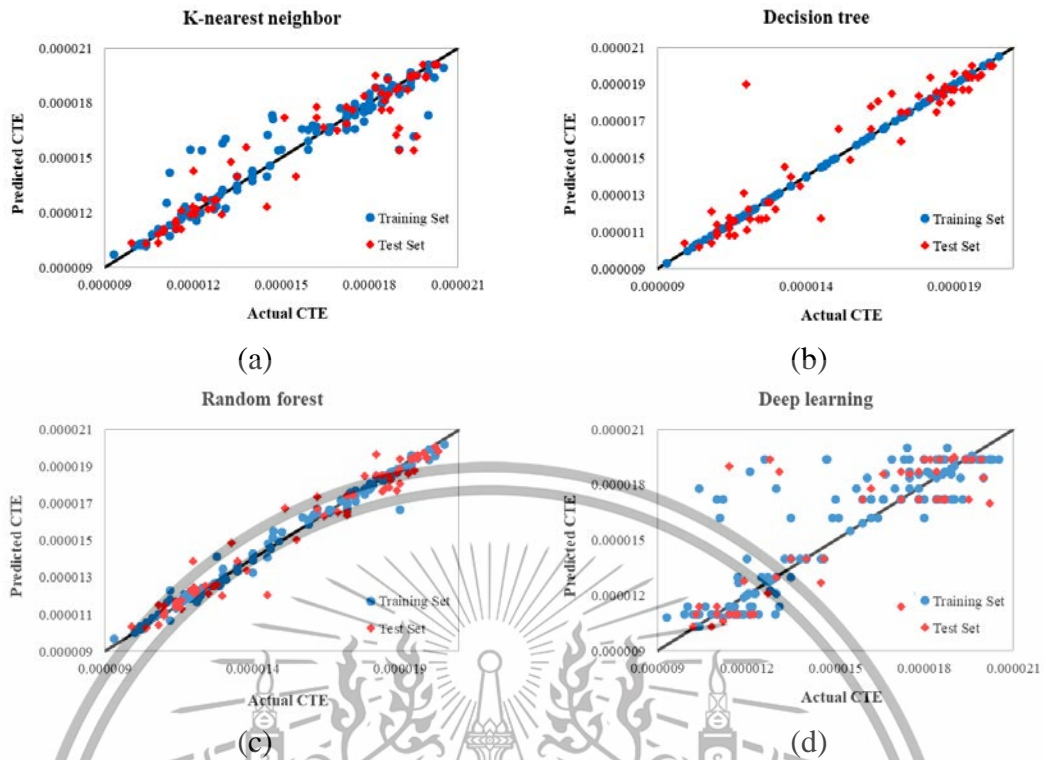 K-nearest neighbor
0.000021
0.000018
0.000015
0.000012
0.000009
Predicted CTE
Training Set
Test Set
0.000009 0.000012 0.000015 0.000018 0.000021
Actual CTE
(a)
Decision tree
0.000021
0.000019
0.000017
0.000015
0.000013
0.000011
0.000009
Predicted CTE
Training Set
Test Set
0.000009 0.000014 0.000019
Actual CTE
(b)
Random forest
0.000021
0.000019
0.000017
0.000015
0.000013
0.000011
0.000009
Predicted CTE
Training Set
Test Set
0.000009 0.000014 0.000019
Actual CTE
(c)
Deep learning
0.000021
0.000018
0.000015
0.000012
0.000009
Predicted CTE
Training Set
Test Set
0.000009 0.000012 0.000015 0.000018 0.000021
Actual CTE
(d)